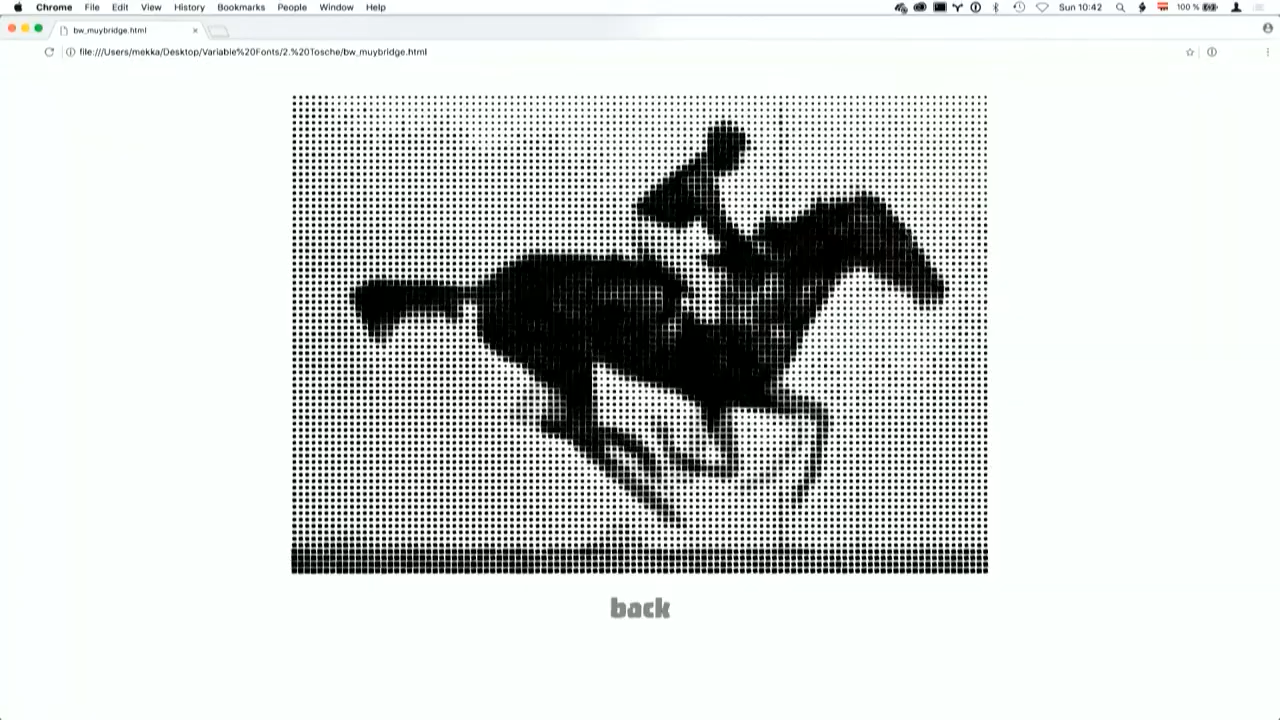 Chrome File Edit View History Bookmarks People Window Help Sun 10:42 100 %
bw_muybridge.html
file:///Users/mekka/Desktop/Variable%20Fonts/2.%20Tosche/bw_muybridge.html
back